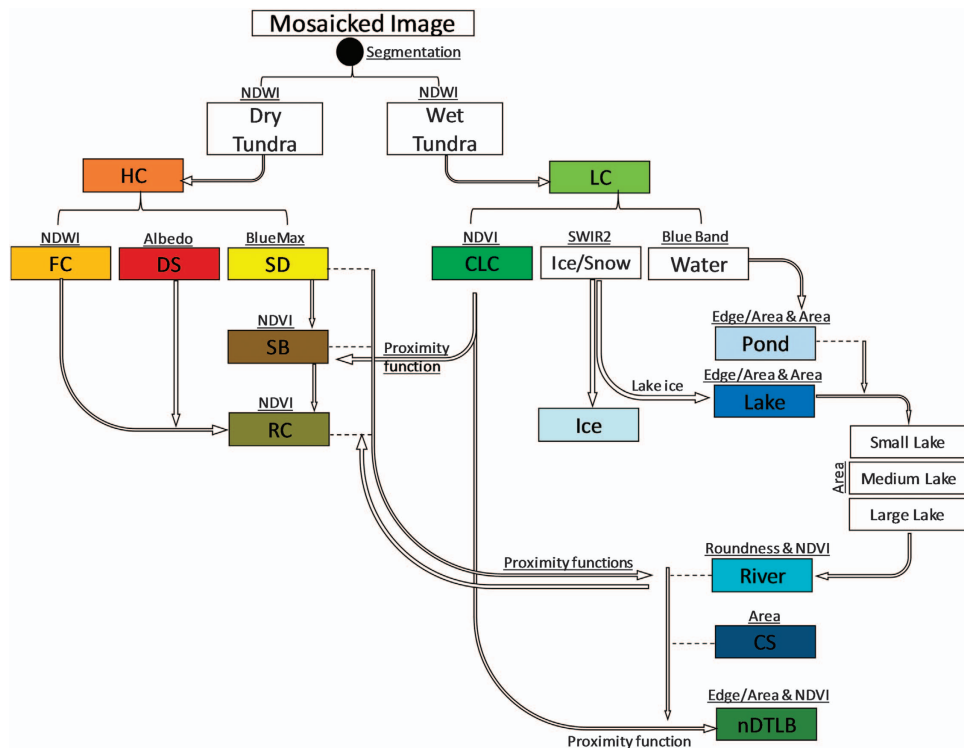 Mosaicked Image
Segmentation
NDWI
NDWI
Dry
Tundra
Wet
Tundra
HC
LC
NDWI
Albedo
BlueMax
NDVI
SWIR2
Blue Band
FC
DS
SD
CLC
Ice/Snow
Water
NDVI
SB
Proximity
function
Edge/Area & Area
Pond
NDVI
RC
Lake ice
Edge/Area & Area
Lake
Ice
Area
Small Lake
Medium Lake
Large Lake
Proximity functions
Roundness & NDVI
River
Area
CS
Edge/Area & NDVI
nDTLB
Proximity function